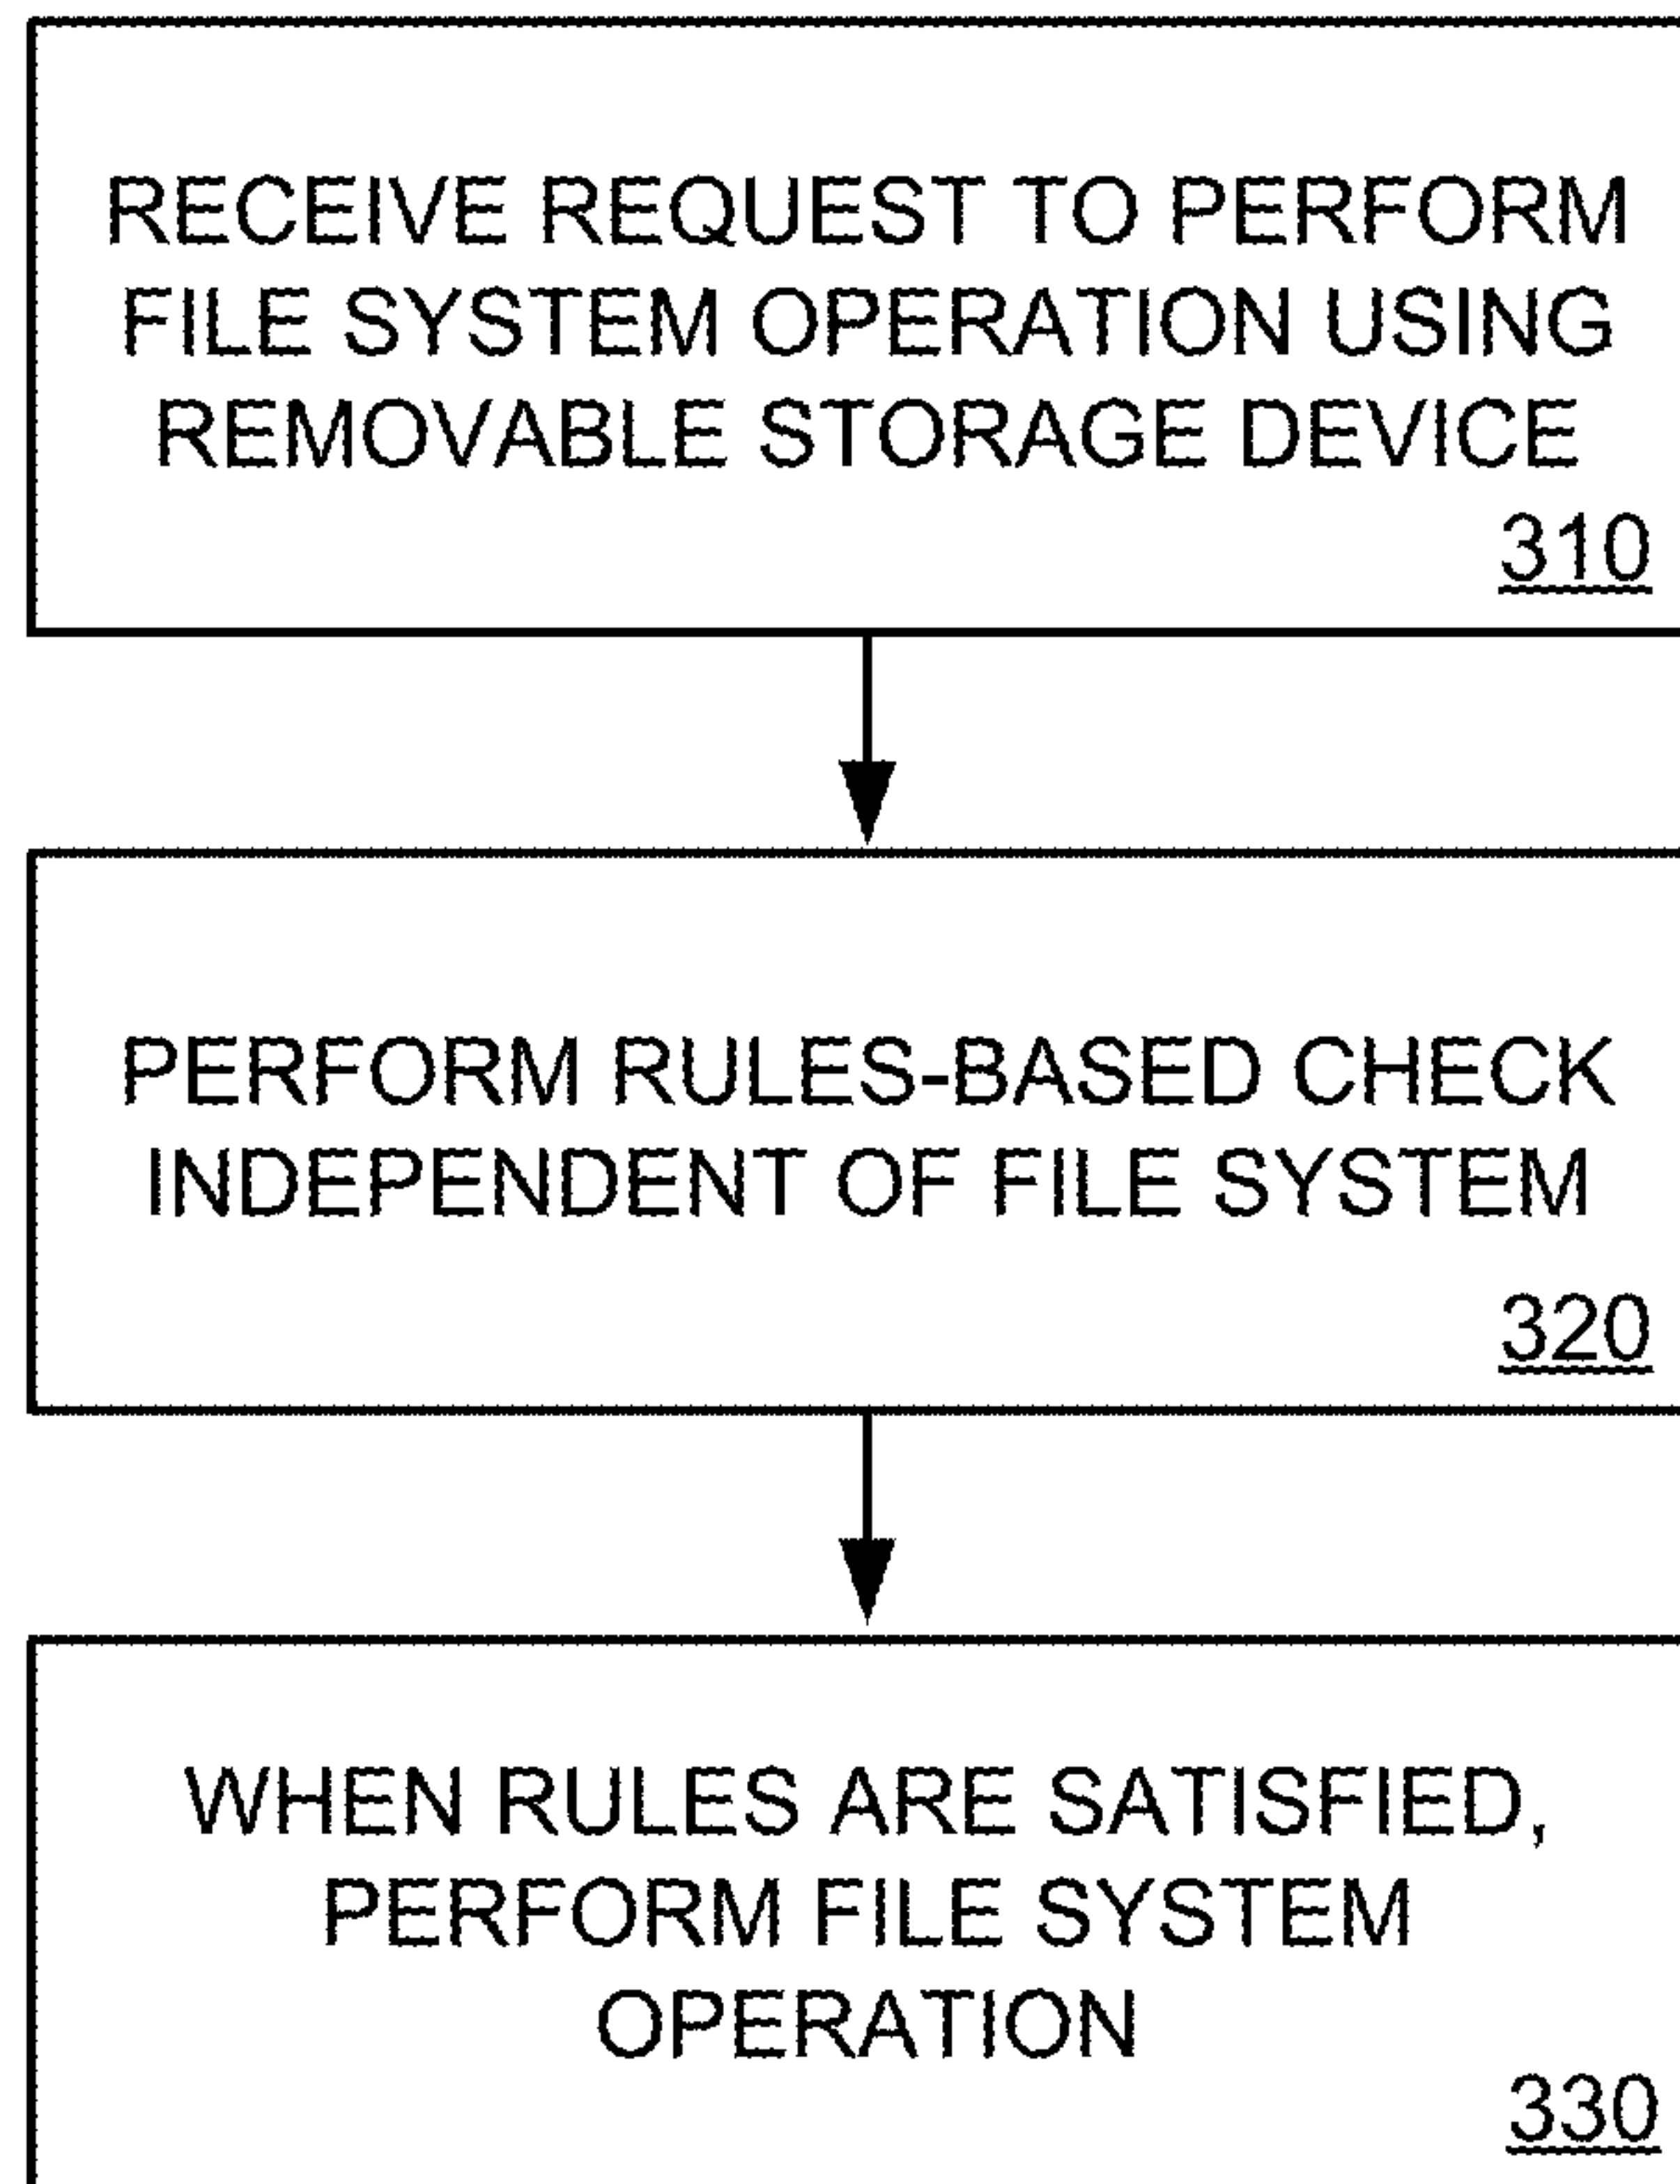 RECEIVE REQUEST TO PERFORM
FILE SYSTEM OPERATION USING
REMOVABLE STORAGE DEVICE
310
PERFORM RULES-BASED CHECK
INDEPENDENT OF FILE SYSTEM
320
WHEN RULES ARE SATISFIED,
PERFORM FILE SYSTEM
OPERATION
330